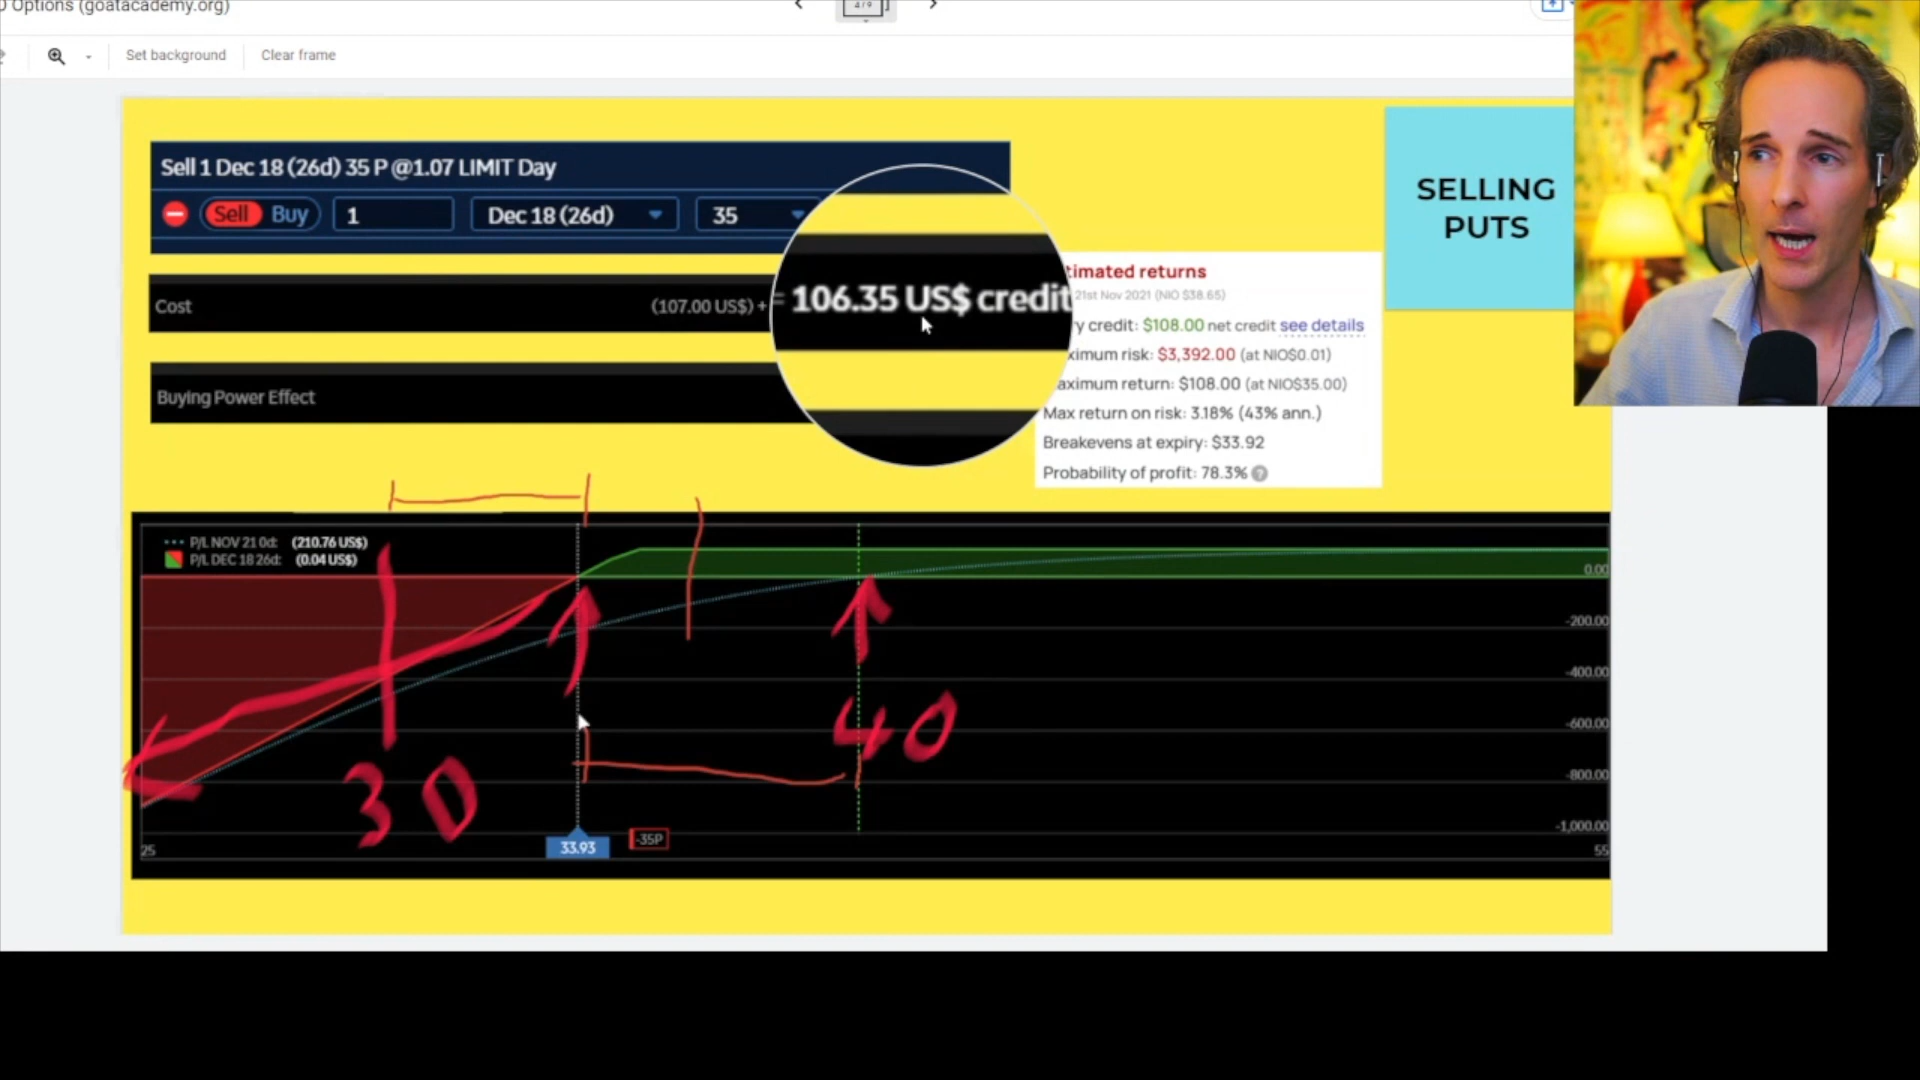 Options (goatacademy.org)
4 / 9
Set background
Clear frame
SELLING
PUTS
Sell 1 Dec 18 (26d) 35 P @1.07 LIMIT Day
Sell Buy 1 Dec 18 (26d) 35
Cost (107.00 US$) + = 106.35 US$ credit
Buying Power Effect
timated returns
21st Nov 2021 (NIO $38.65)
y credit: $108.00 net credit see details
ximum risk: $3,392.00 (at NIO$0.01)
aximum return: $108.00 (at NIO$35.00)
Max return on risk: 3.18% (43% ann.)
Breakevens at expiry: $33.92
Probability of profit: 78.3% ?
P/L NOV 21 0d: (210.76 US$)
P/L DEC 18 26d: (0.04 US$)
0.00
-200.00
-400.00
-600.00
-800.00
-1,000.00
30
40
33.93
-35P
25
55